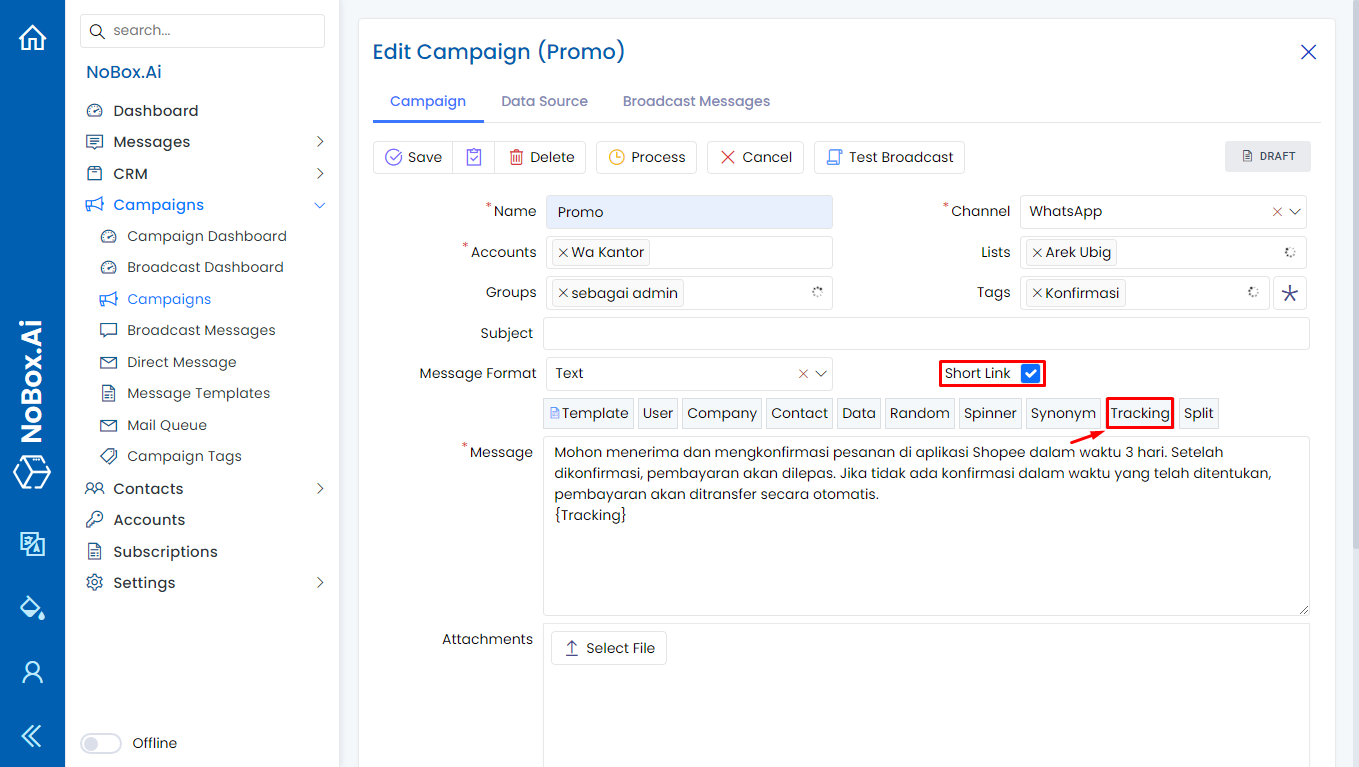 search...
NoBox.Ai
Dashboard
Messages
CRM
Campaigns
Campaign Dashboard
Broadcast Dashboard
Campaigns
Broadcast Messages
Direct Message
Message Templates
Mail Queue
Campaign Tags
Contacts
Accounts
Subscriptions
Settings
Offline
NoBox.Ai
Edit Campaign (Promo)
Campaign Data Source Broadcast Messages
Save Delete Process Cancel Test Broadcast DRAFT
*Name Promo *Channel WhatsApp
*Accounts ×Wa Kantor Lists ×Arek Ubig
Groups ×sebagai admin Tags ×Konfirmasi
Subject
Message Format Text Short Link
Template User Company Contact Data Random Spinner Synonym Tracking Split
*Message
Mohon menerima dan mengkonfirmasi pesanan di aplikasi Shopee dalam waktu 3 hari. Setelah
dikonfirmasi, pembayaran akan dilepas. Jika tidak ada konfirmasi dalam waktu yang telah ditentukan,
pembayaran akan ditransfer secara otomatis.
{Tracking}
Attachments Select File